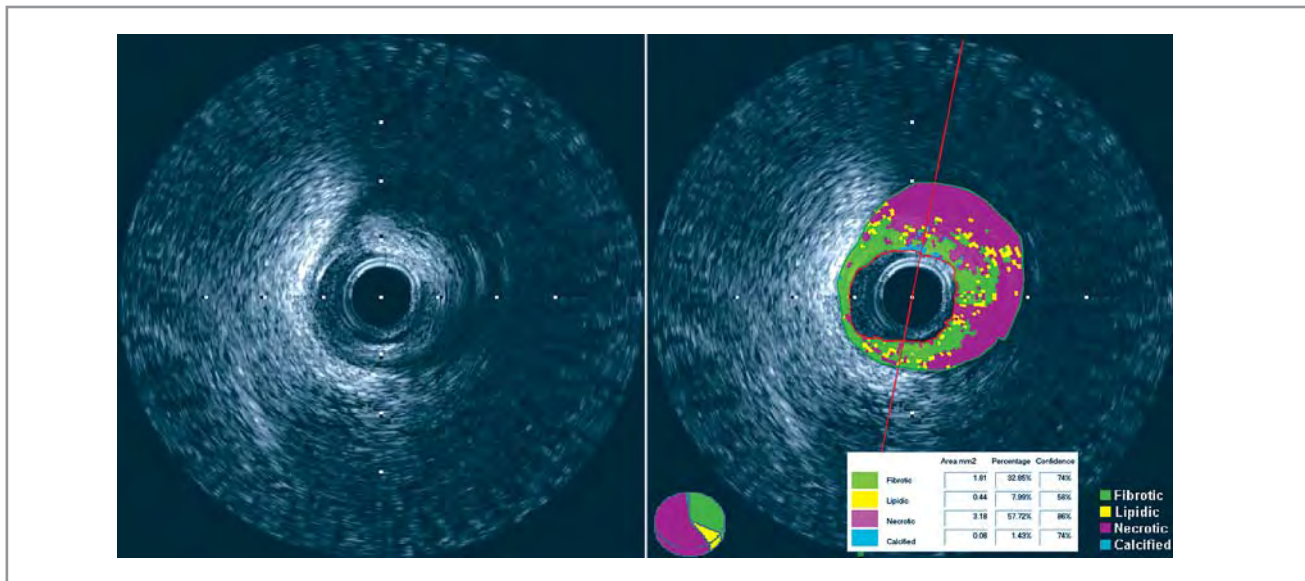 Area mm2 Percentage Confidence
Fibrotic 1.81 32.85% 74%
Lipidic 0.44 7.99% 58%
Necrotic 3.18 57.72% 86%
Calcified 0.08 1.43% 74%
Fibrotic
Lipidic
Necrotic
Calcified